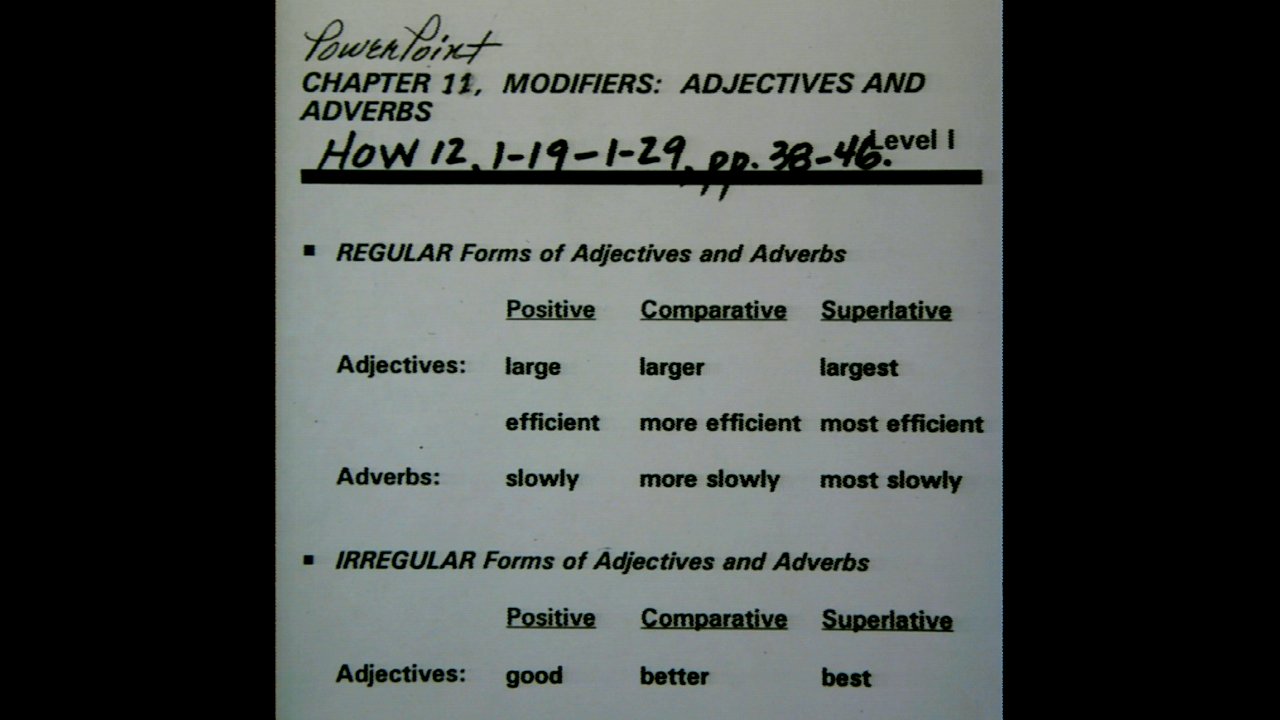 PowerPoint
CHAPTER 11, MODIFIERS: ADJECTIVES AND
ADVERBS
HOW 12, 1-19-1-29, pp. 38-46. Level I
▪ REGULAR Forms of Adjectives and Adverbs
Positive Comparative Superlative
Adjectives: large larger largest
efficient more efficient most efficient
Adverbs: slowly more slowly most slowly
▪ IRREGULAR Forms of Adjectives and Adverbs
Positive Comparative Superlative
Adjectives: good better best